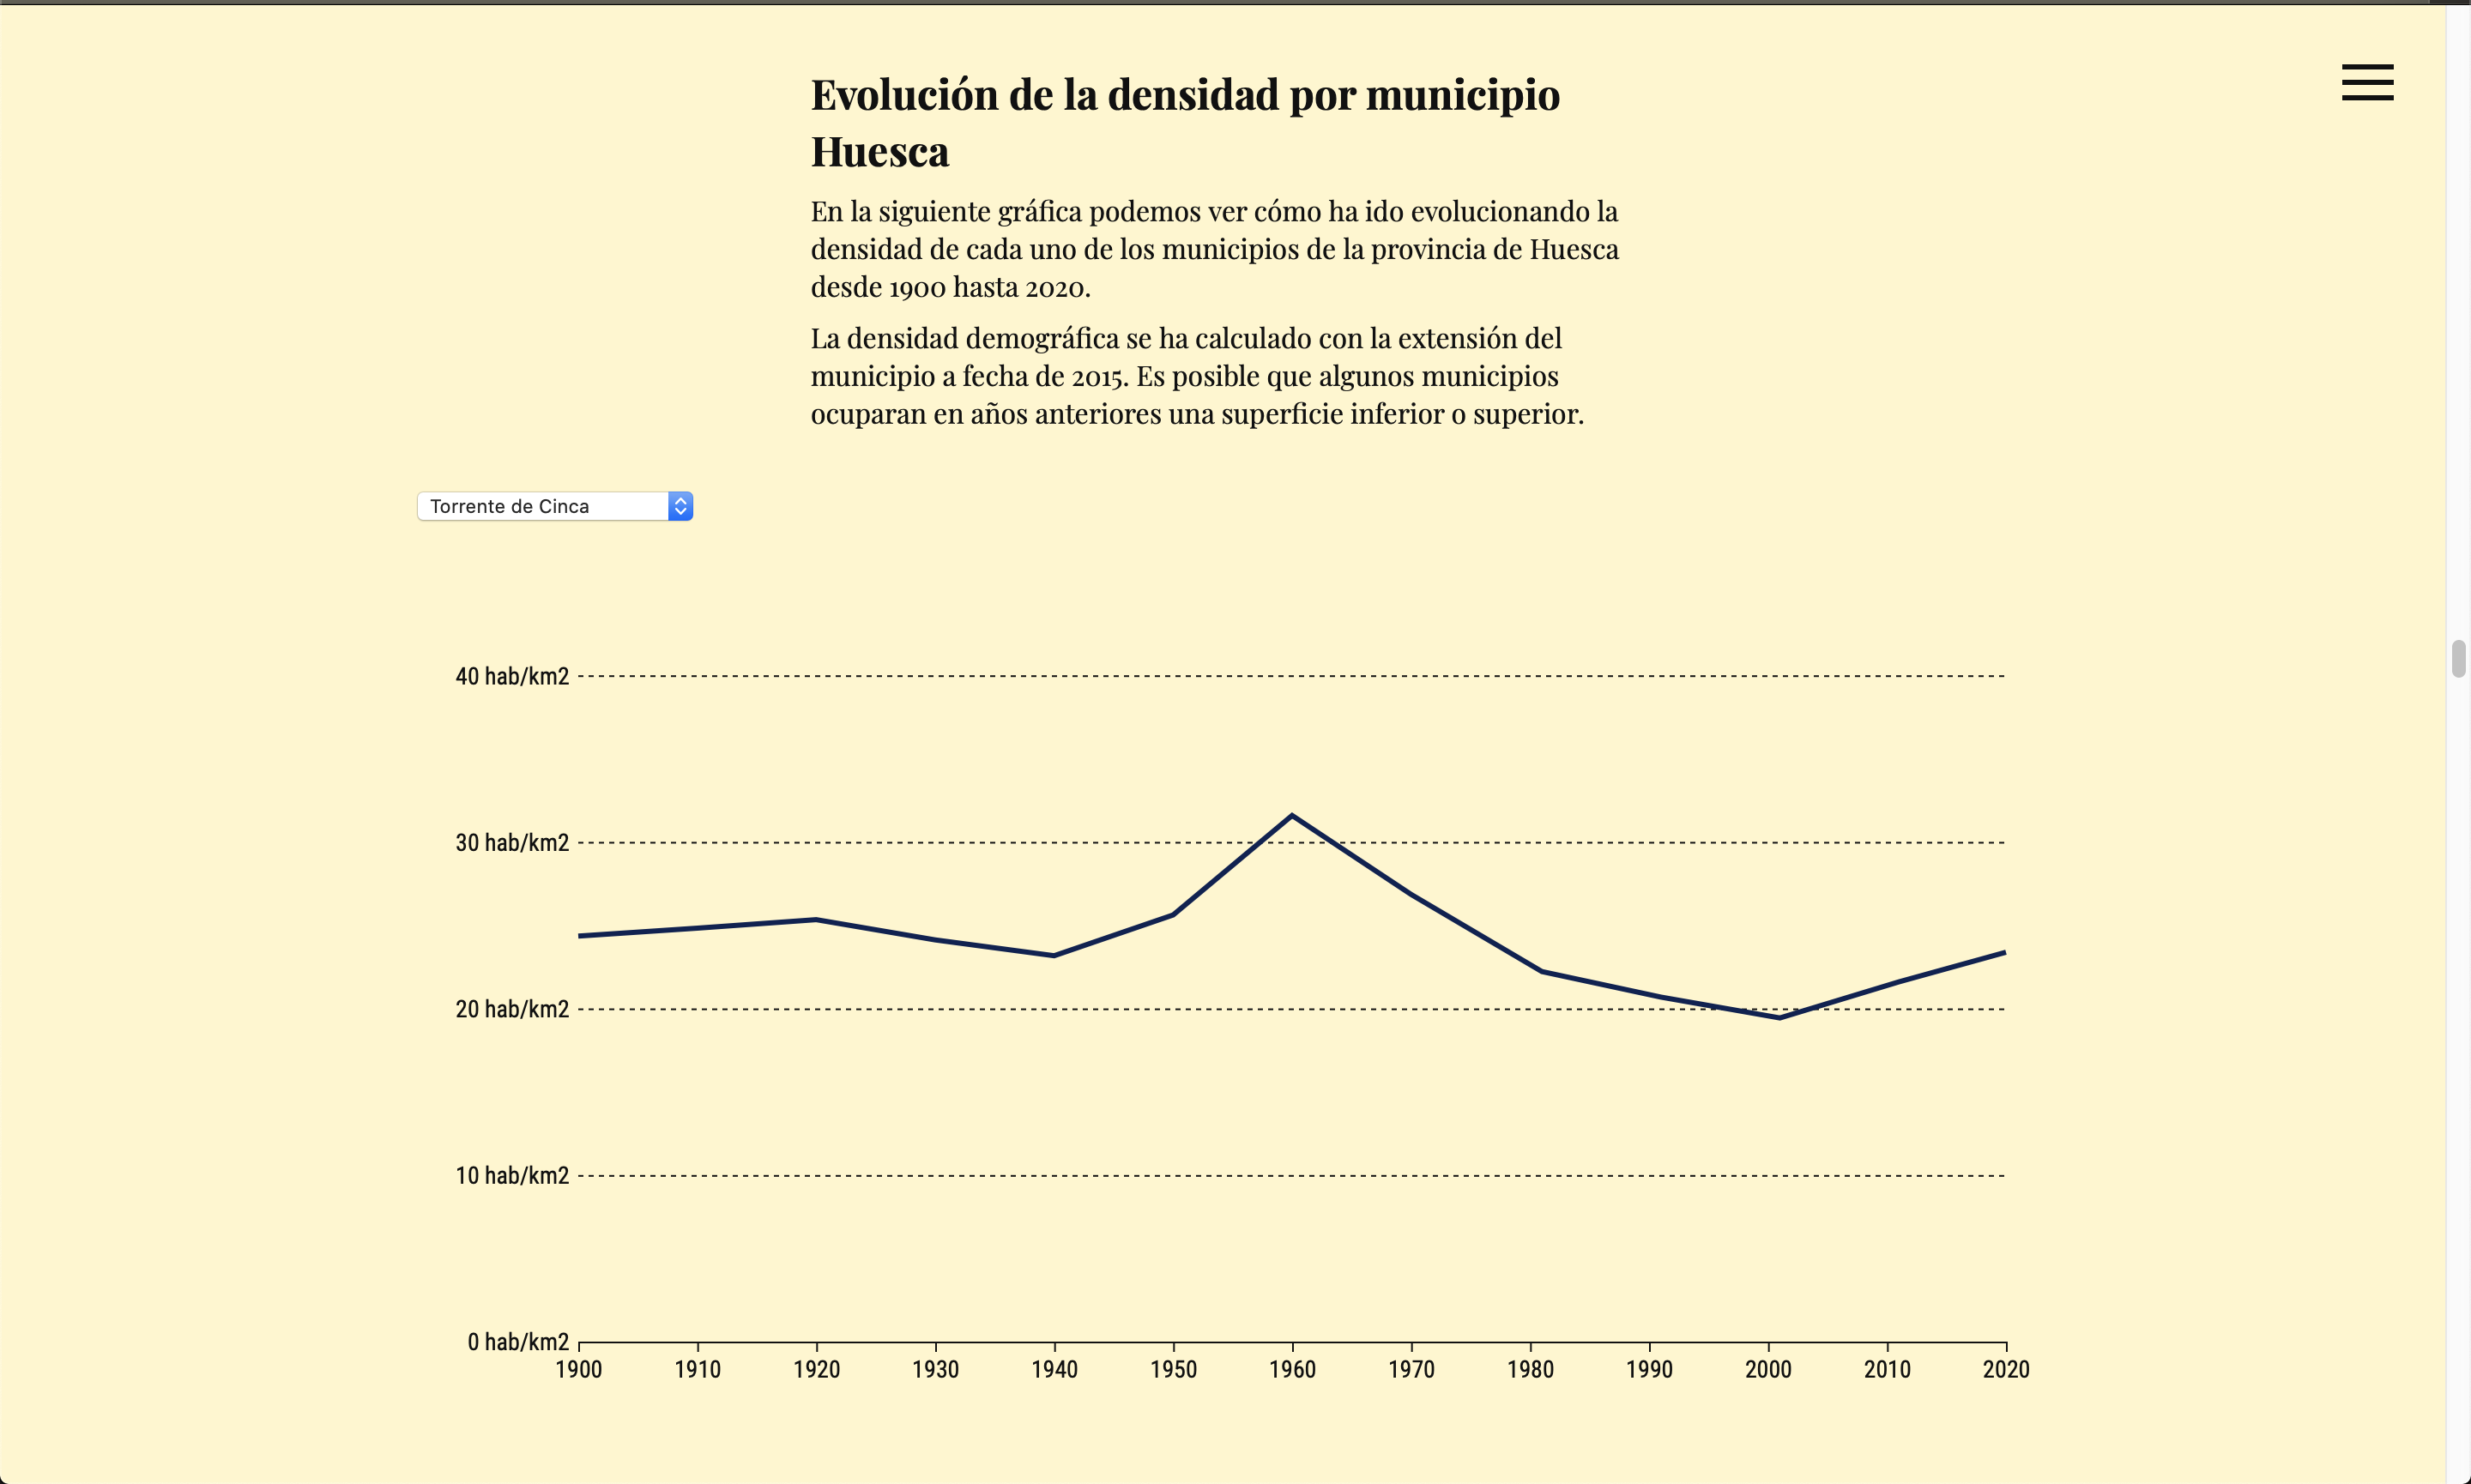 Evolución de la densidad por municipio
Huesca
En la siguiente gráfica podemos ver cómo ha ido evolucionando la
densidad de cada uno de los municipios de la provincia de Huesca
desde 1900 hasta 2020.
La densidad demográfica se ha calculado con la extensión del
municipio a fecha de 2015. Es posible que algunos municipios
ocuparan en años anteriores una superficie inferior o superior.
Torrente de Cinca
40 hab/km2
30 hab/km2
20 hab/km2
10 hab/km2
0 hab/km2
1900 1910 1920 1930 1940 1950 1960 1970 1980 1990 2000 2010 2020